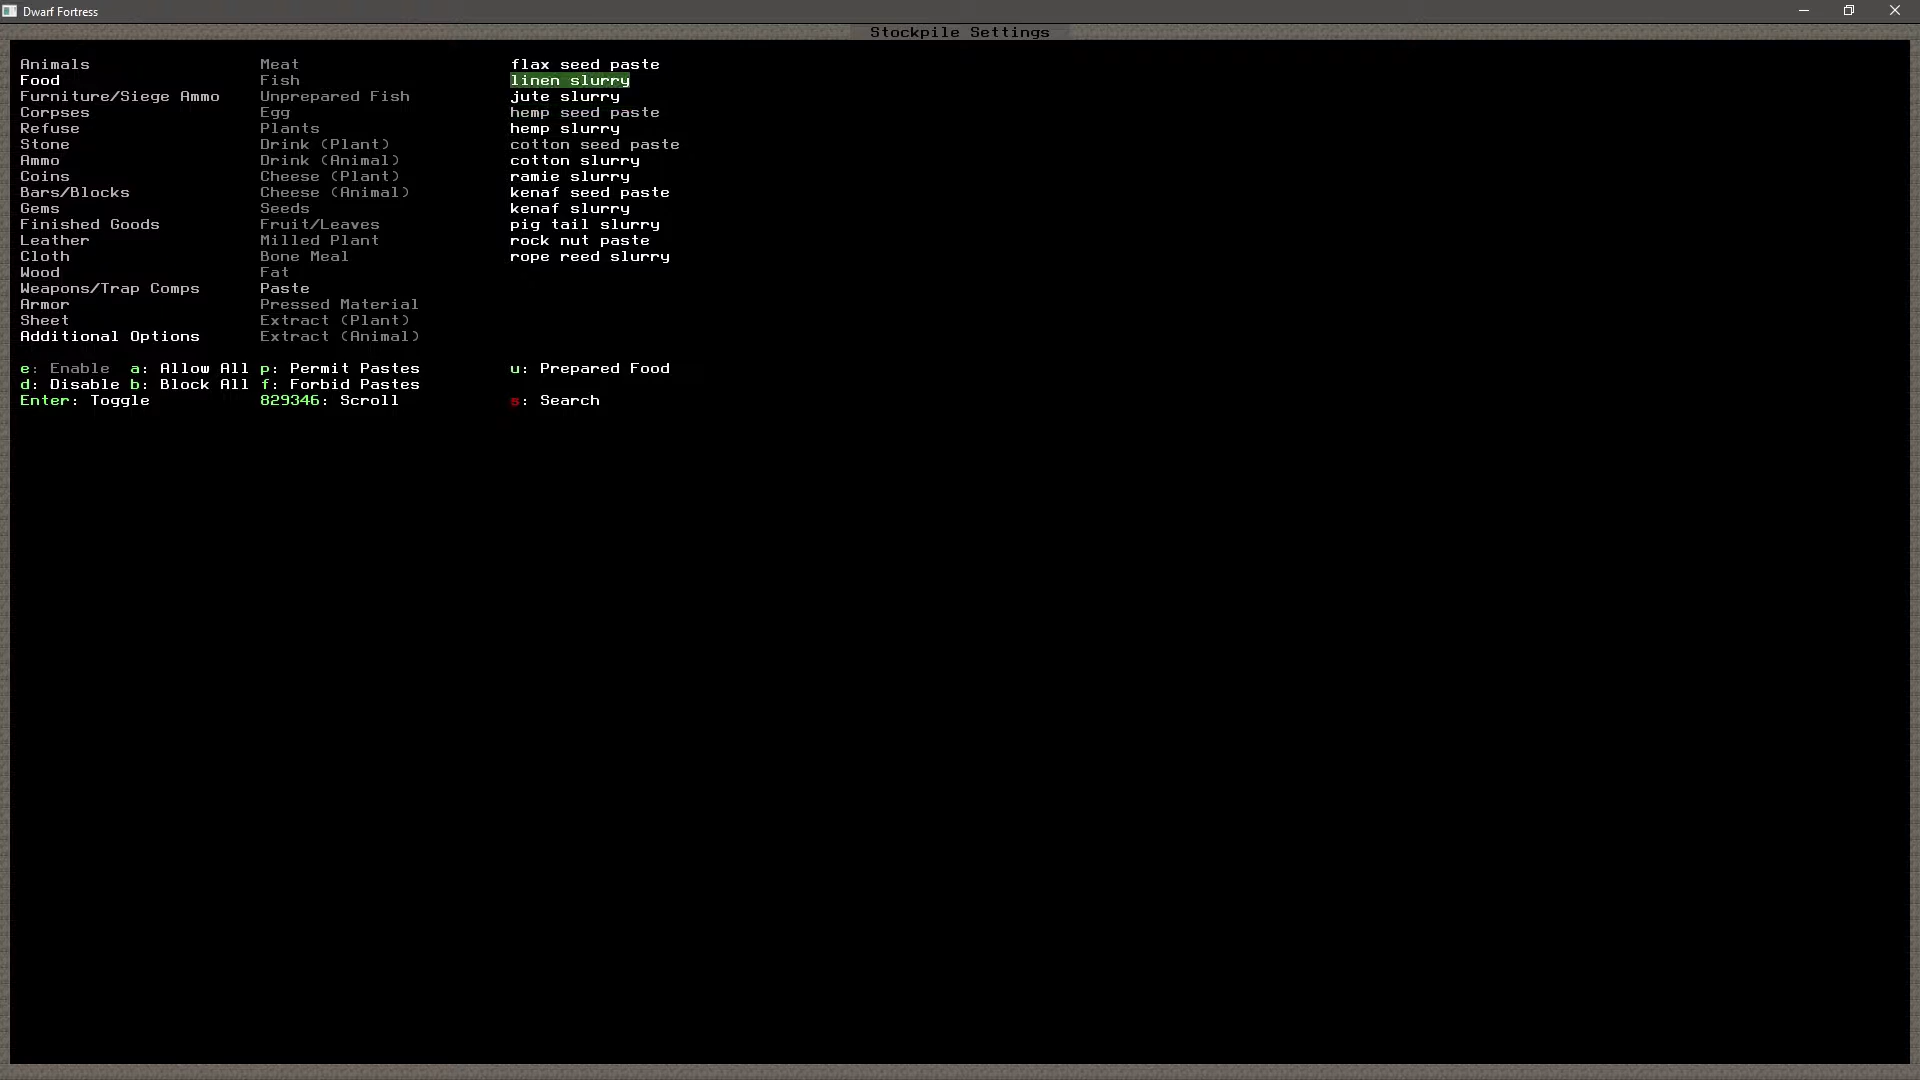 Dwarf Fortress
Stockpile Settings
Animals Meat flax seed paste
Food Fish linen slurry
Furniture/Siege Ammo Unprepared Fish jute slurry
Corpses Egg hemp seed paste
Refuse Plants hemp slurry
Stone Drink (Plant) cotton seed paste
Ammo Drink (Animal) cotton slurry
Coins Cheese (Plant) ramie slurry
Bars/Blocks Cheese (Animal) kenaf seed paste
Gems Seeds kenaf slurry
Finished Goods Fruit/Leaves pig tail slurry
Leather Milled Plant rock nut paste
Cloth Bone Meal rope reed slurry
Wood Fat
Weapons/Trap Comps Paste
Armor Pressed Material
Sheet Extract (Plant)
Additional Options Extract (Animal)
e: Enable a: Allow All p: Permit Pastes u: Prepared Food
d: Disable b: Block All f: Forbid Pastes
Enter: Toggle 829346: Scroll s: Search